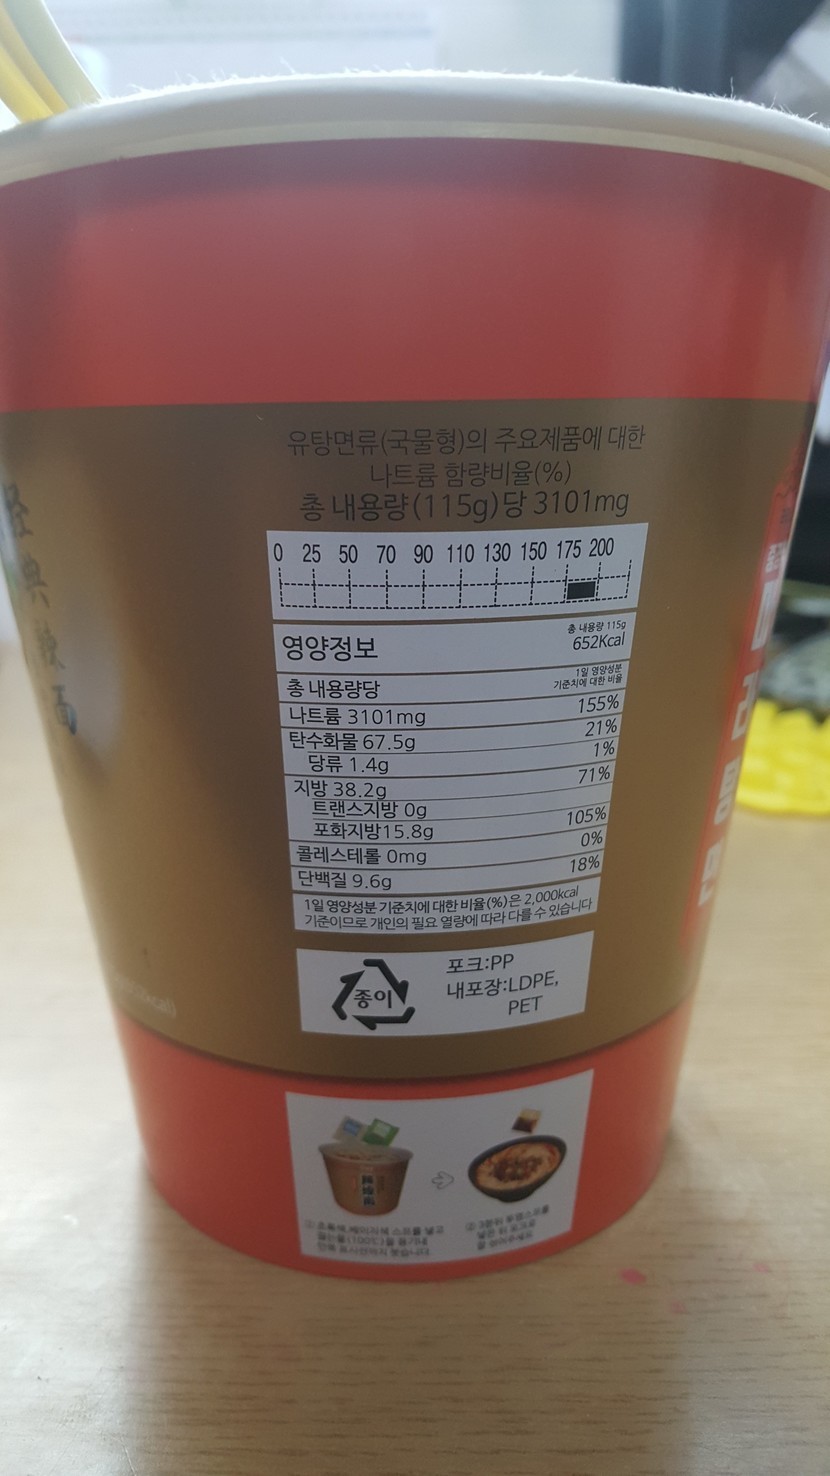 유탕면류(국물형)의 주요제품에 대한
나트륨 함량비율(%)
총 내용량(115g)당 3101mg
0 25 50 70 90 110 130 150 175 200
영양정보
총 내용량 115g
652Kcal
총 내용량당
1일 영양성분
기준치에 대한 비율
나트륨 3101mg 155%
탄수화물 67.5g 21%
당류 1.4g 1%
지방 38.2g 71%
트랜스지방 0g
포화지방15.8g 105%
콜레스테롤 0mg 0%
단백질 9.6g 18%
1일 영양성분 기준치에 대한 비율(%)은 2,000kcal
기준이므로 개인의 필요 열량에 따라 다를 수 있습니다
종이
포크:PP
내포장:LDPE,
PET